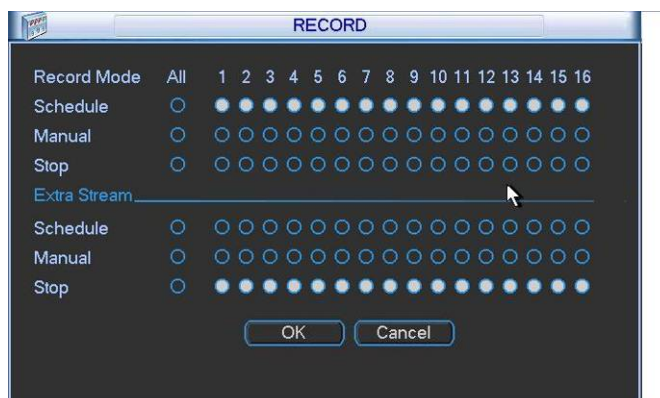 RECORD
Record Mode All 1 2 3 4 5 6 7 8 9 10 11 12 13 14 15 16
Schedule
Manual
Stop
Extra Stream
Schedule
Manual
Stop
OK Cancel